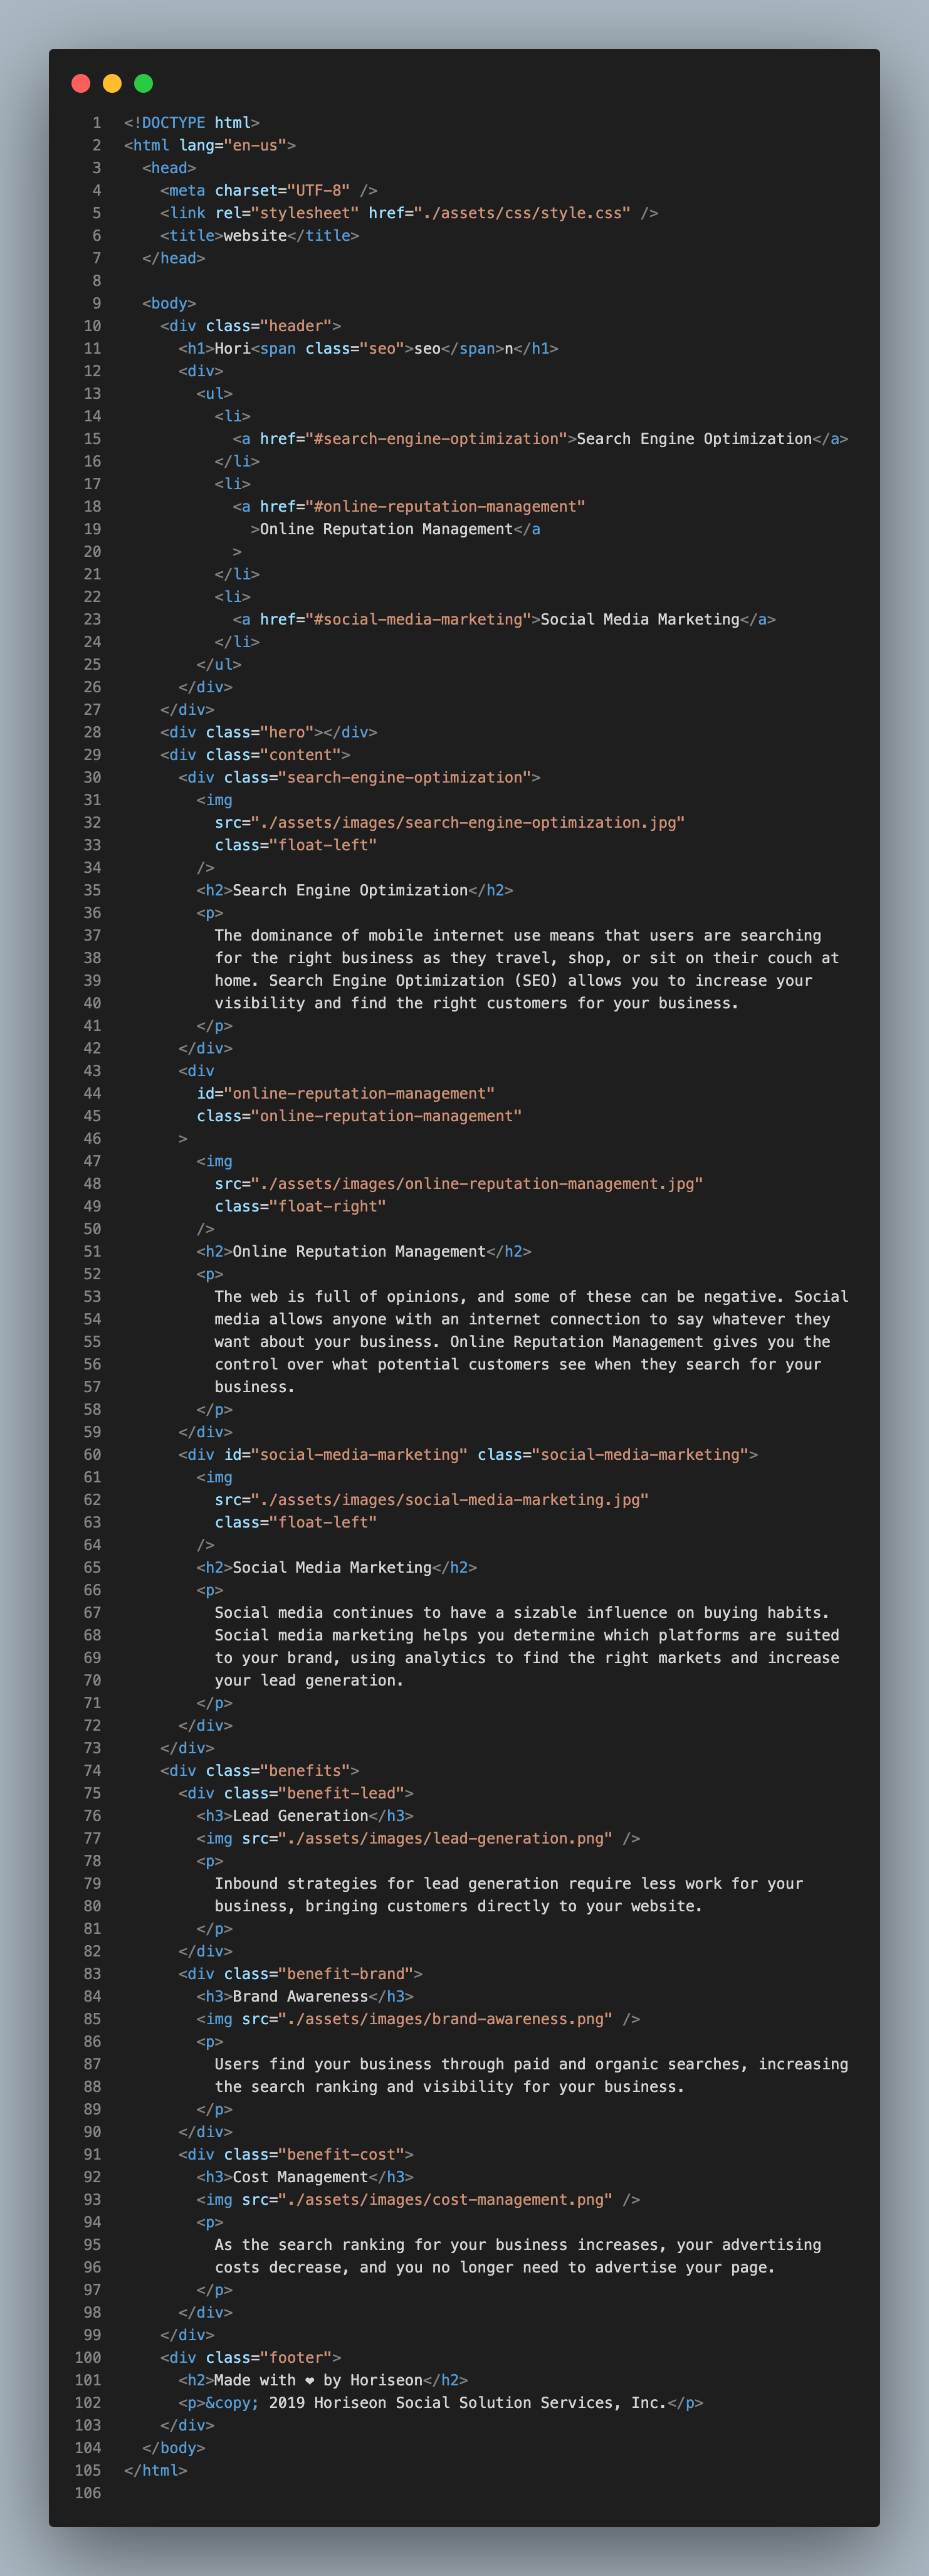 1 <!DOCTYPE html>
2 <html lang="en-us">
3   <head>
4     <meta charset="UTF-8" />
5     <link rel="stylesheet" href="./assets/css/style.css" />
6     <title>website</title>
7   </head>
8
9   <body>
10     <div class="header">
11       <h1>Hori<span class="seo">seo</span>n</h1>
12       <div>
13         <ul>
14           <li>
15             <a href="#search-engine-optimization">Search Engine Optimization</a>
16           </li>
17           <li>
18             <a href="#online-reputation-management"
19               >Online Reputation Management</a
20             >
21           </li>
22           <li>
23             <a href="#social-media-marketing">Social Media Marketing</a>
24           </li>
25         </ul>
26       </div>
27     </div>
28     <div class="hero"></div>
29     <div class="content">
30       <div class="search-engine-optimization">
31         <img
32           src="./assets/images/search-engine-optimization.jpg"
33           class="float-left"
34         />
35         <h2>Search Engine Optimization</h2>
36         <p>
37           The dominance of mobile internet use means that users are searching
38           for the right business as they travel, shop, or sit on their couch at
39           home. Search Engine Optimization (SEO) allows you to increase your
40           visibility and find the right customers for your business.
41         </p>
42       </div>
43       <div
44         id="online-reputation-management"
45         class="online-reputation-management"
46       >
47         <img
48           src="./assets/images/online-reputation-management.jpg"
49           class="float-right"
50         />
51         <h2>Online Reputation Management</h2>
52         <p>
53           The web is full of opinions, and some of these can be negative. Social
54           media allows anyone with an internet connection to say whatever they
55           want about your business. Online Reputation Management gives you the
56           control over what potential customers see when they search for your
57           business.
58         </p>
59       </div>
60       <div id="social-media-marketing" class="social-media-marketing">
61         <img
62           src="./assets/images/social-media-marketing.jpg"
63           class="float-left"
64         />
65         <h2>Social Media Marketing</h2>
66         <p>
67           Social media continues to have a sizable influence on buying habits.
68           Social media marketing helps you determine which platforms are suited
69           to your brand, using analytics to find the right markets and increase
70           your lead generation.
71         </p>
72       </div>
73     </div>
74     <div class="benefits">
75       <div class="benefit-lead">
76         <h3>Lead Generation</h3>
77         <img src="./assets/images/lead-generation.png" />
78         <p>
79           Inbound strategies for lead generation require less work for your
80           business, bringing customers directly to your website.
81         </p>
82       </div>
83       <div class="benefit-brand">
84         <h3>Brand Awareness</h3>
85         <img src="./assets/images/brand-awareness.png" />
86         <p>
87           Users find your business through paid and organic searches, increasing
88           the search ranking and visibility for your business.
89         </p>
90       </div>
91       <div class="benefit-cost">
92         <h3>Cost Management</h3>
93         <img src="./assets/images/cost-management.png" />
94         <p>
95           As the search ranking for your business increases, your advertising
96           costs decrease, and you no longer need to advertise your page.
97         </p>
98       </div>
99     </div>
100     <div class="footer">
101       <h2>Made with ❤ by Horiseon</h2>
102       <p>&copy; 2019 Horiseon Social Solution Services, Inc.</p>
103     </div>
104   </body>
105 </html>
106